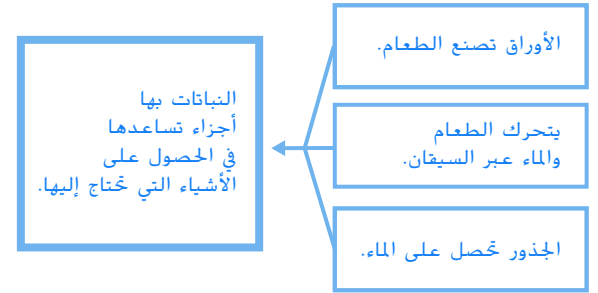 الأوراق تصنع الطعام.
يتحرك الطعام
والماء عبر السيقان.
الجذور تحصل على الماء.
النباتات بها
أجزاء تساعدها
في الحصول على
الأشياء التي تحتاج إليها.